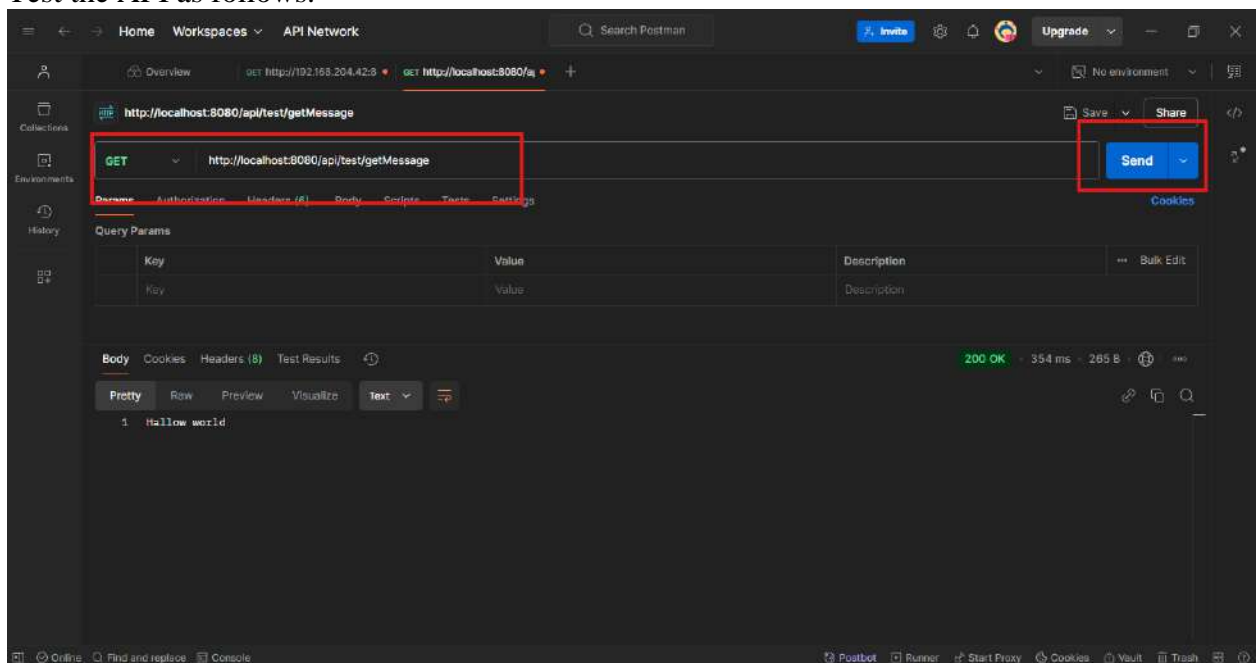 Test the API as follows.
Home Workspaces API Network Search Postman Invite Upgrade
Overview GET http://192.168.204.42:8 GET http://localhost:8080/a No environment
HTTP http://localhost:8080/api/test/getMessage Save Share
Collections
GET http://localhost:8080/api/test/getMessage Send
Environments
Params Authorization Headers (6) Body Scripts Tests Settings Cookies
History
Query Params
Key Value Description Bulk Edit
Key Value Description
Body Cookies Headers (8) Test Results 200 OK 354 ms 265 B
Pretty Raw Preview Visualize Text
1 Hallow world
Online Find and replace Console Postbot Runner Start Proxy Cookies Vault Trash